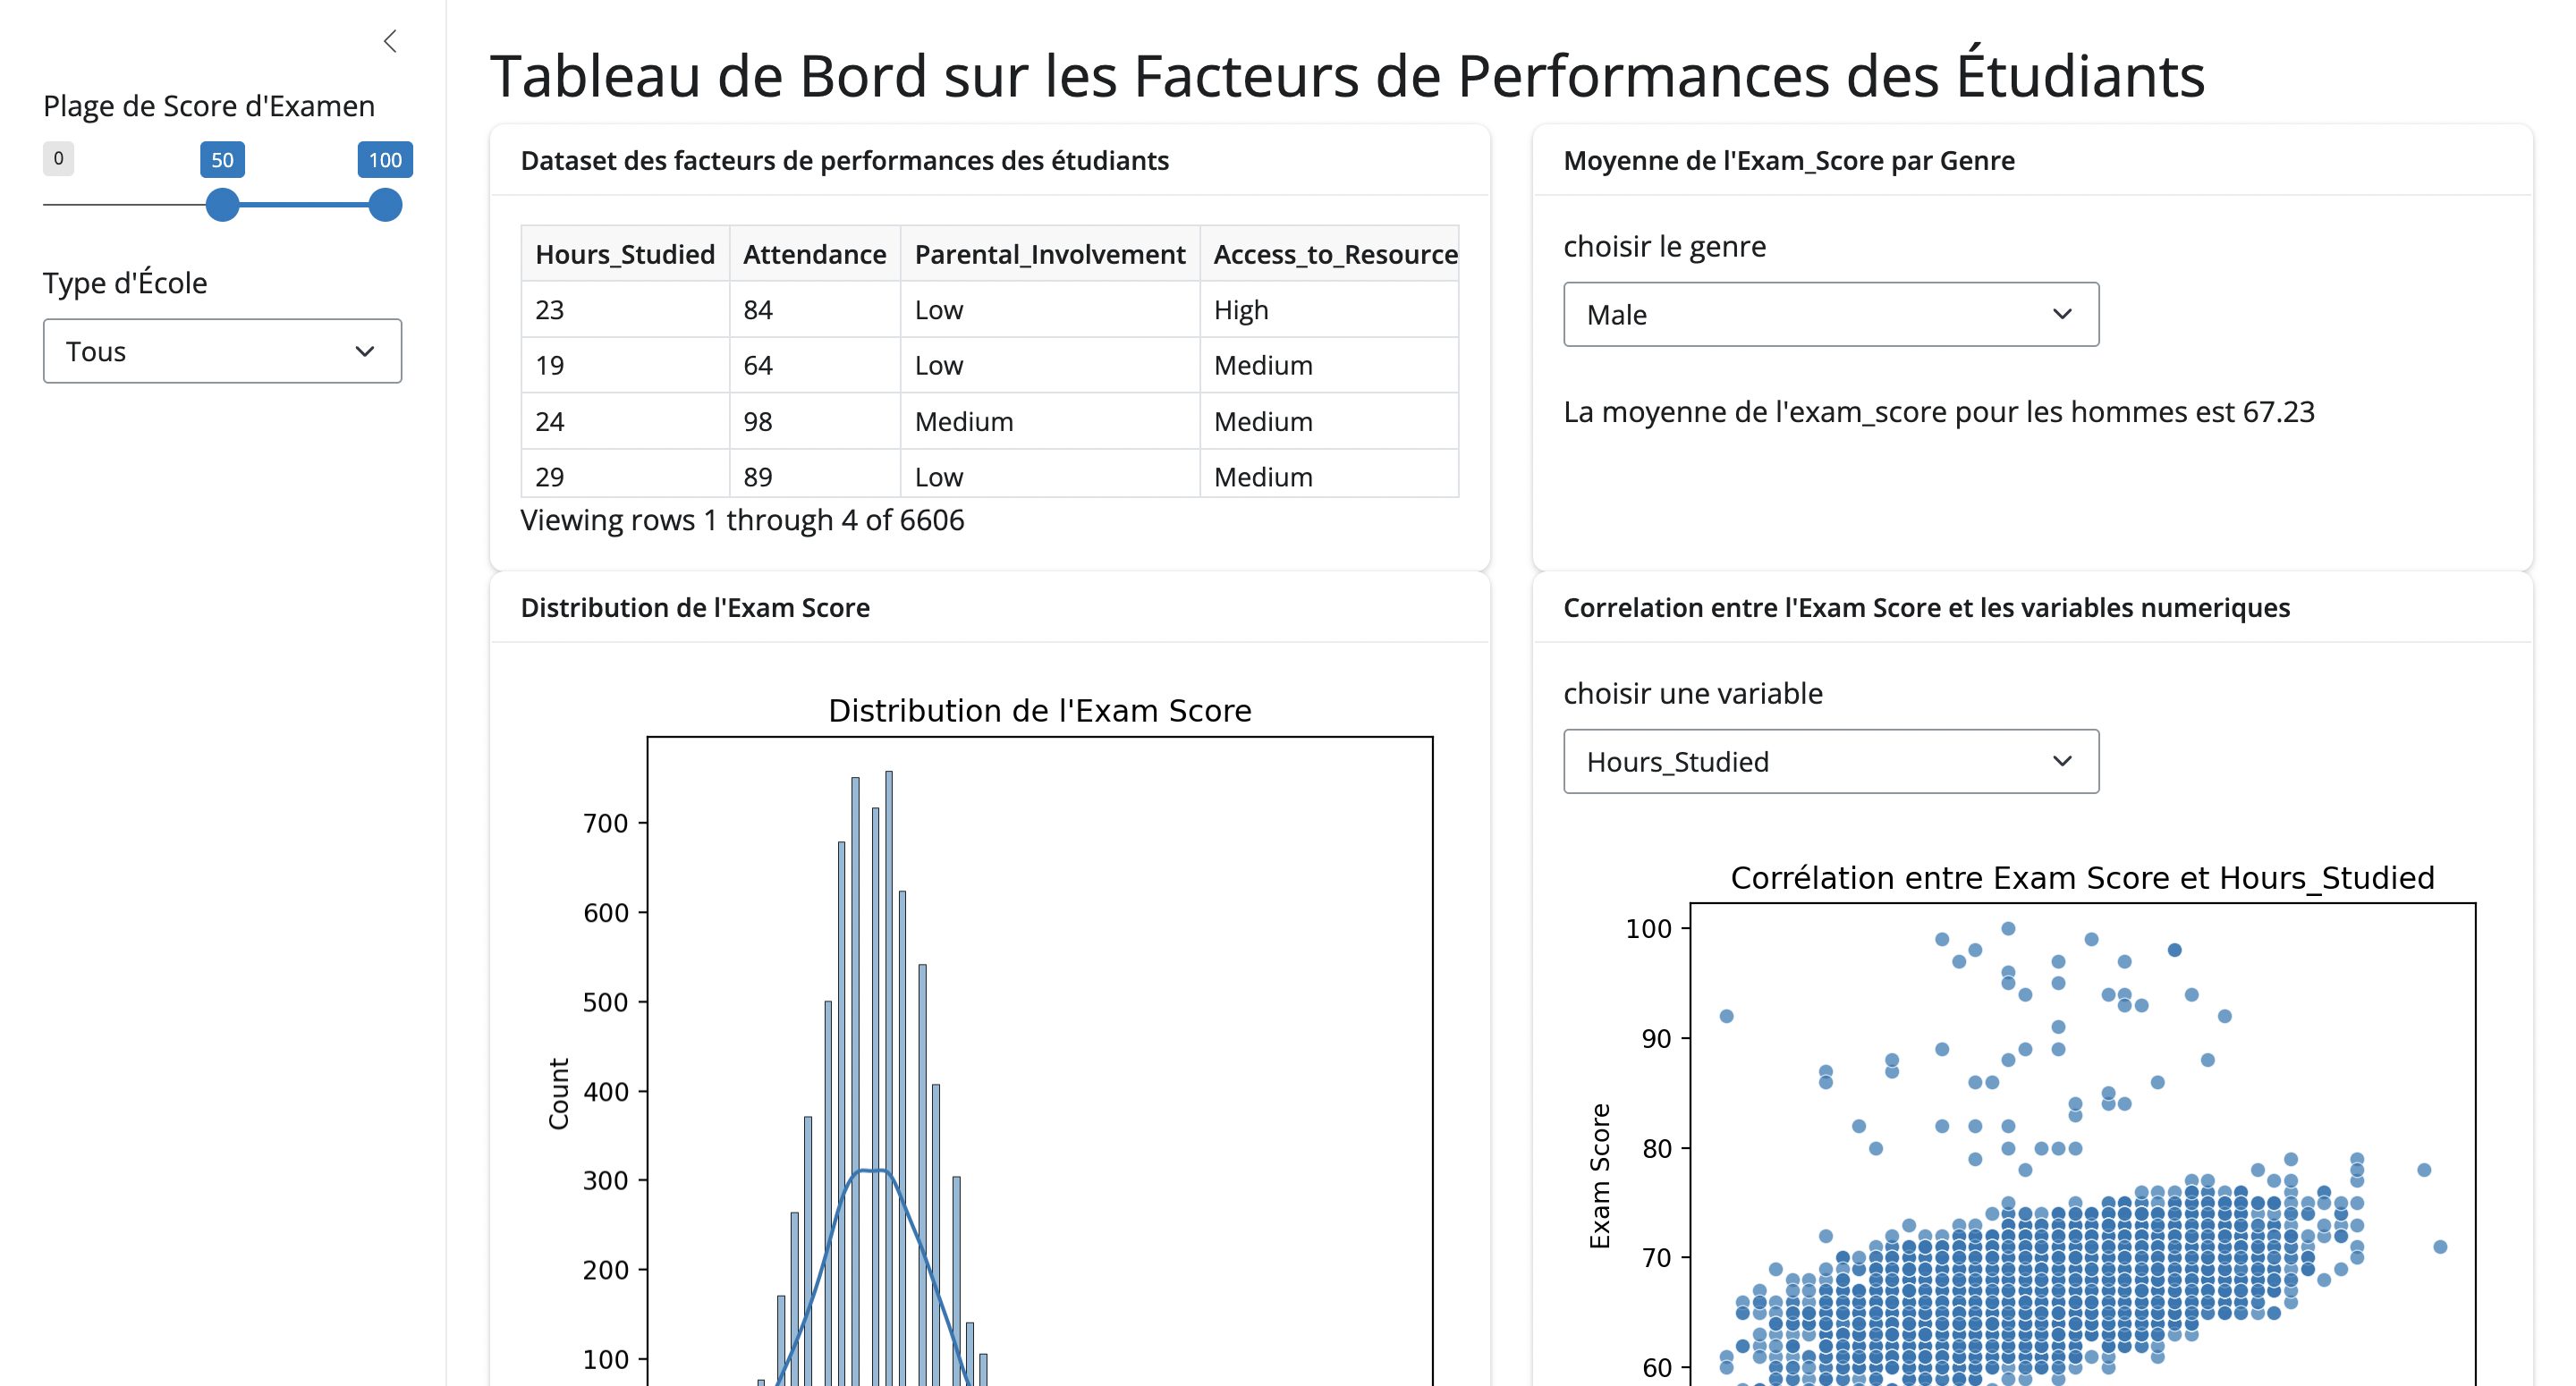 Plage de Score d'Examen
0 50 100
Type d'École
Tous
Tableau de Bord sur les Facteurs de Performances des Étudiants
Dataset des facteurs de performances des étudiants
Hours_Studied Attendance Parental_Involvement Access_to_Resource
23 84 Low High
19 64 Low Medium
24 98 Medium Medium
29 89 Low Medium
Viewing rows 1 through 4 of 6606
Moyenne de l'Exam_Score par Genre
choisir le genre
Male
La moyenne de l'exam_score pour les hommes est 67.23
Distribution de l'Exam Score
Distribution de l'Exam Score
700
600
500
400
300
200
100
Count
Correlation entre l'Exam Score et les variables numeriques
choisir une variable
Hours_Studied
Corrélation entre Exam Score et Hours_Studied
100
90
80
70
60
Exam Score